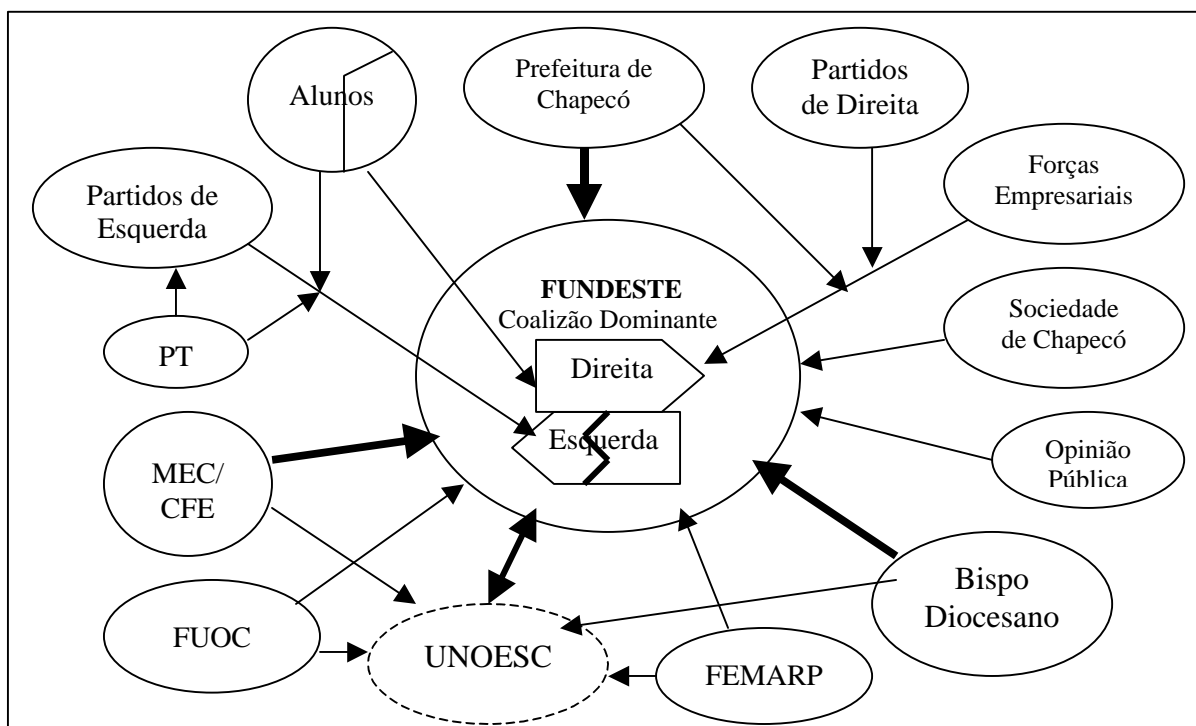 Alunos
Prefeitura de
Chapecó
Partidos
de Direita
Forças
Empresariais
Partidos de
Esquerda
FUNDESTE
Coalizão Dominante
Direita
Esquerda
Sociedade
de Chapecó
PT
MEC/
CFE
Opinião
Pública
Bispo
Diocesano
FUOC
UNOESC
FEMARP